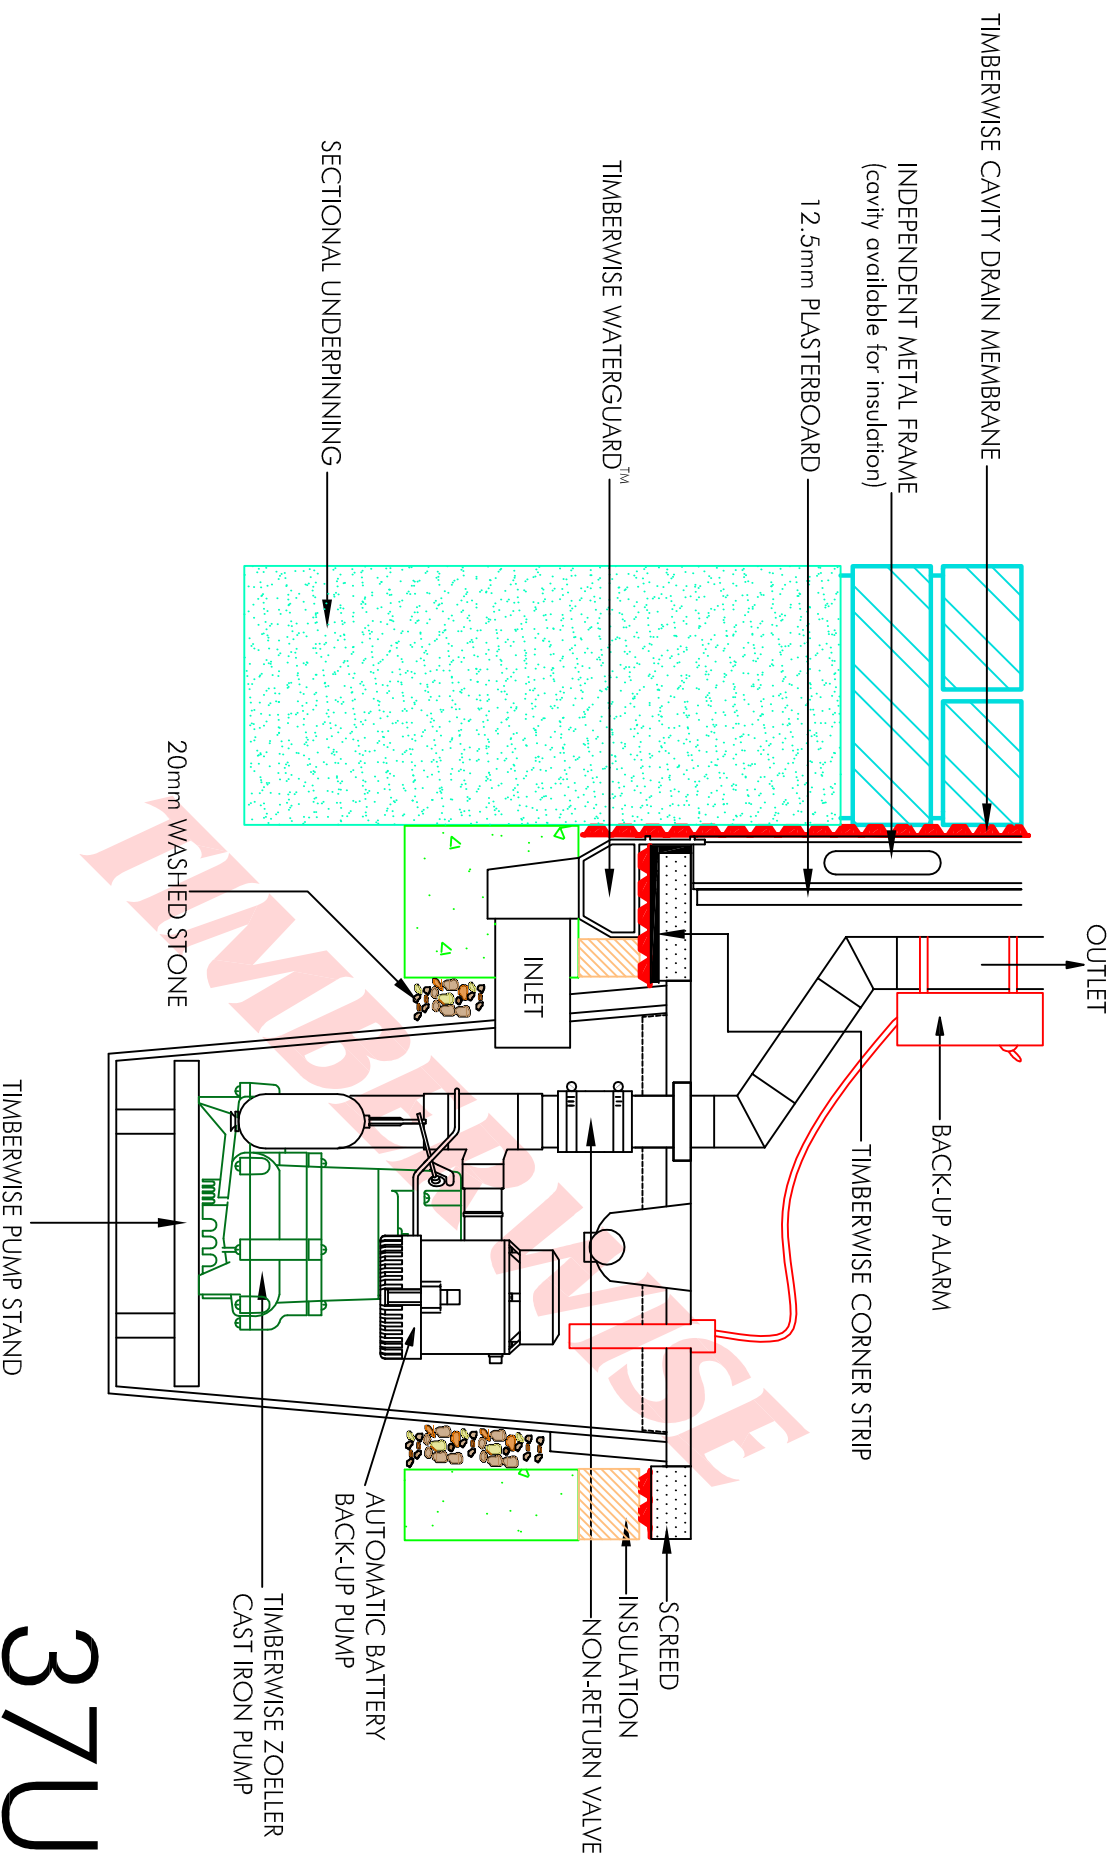 TIMBERWISE CAVITY DRAIN MEMBRANE
INDEPENDENT METAL FRAME
(cavity available for insulation)
12.5mm PLASTERBOARD
TIMBERWISE WATERGUARD™
SECTIONAL UNDERPINNING
20mm WASHED STONE
OUTLET
INLET
BACK-UP ALARM
TIMBERWISE CORNER STRIP
SCREED
INSULATION
NON-RETURN VALVE
AUTOMATIC BATTERY
BACK-UP PUMP
TIMBERWISE ZOELLER
CAST IRON PUMP
TIMBERWISE PUMP STAND
TIMBERWISE
37U